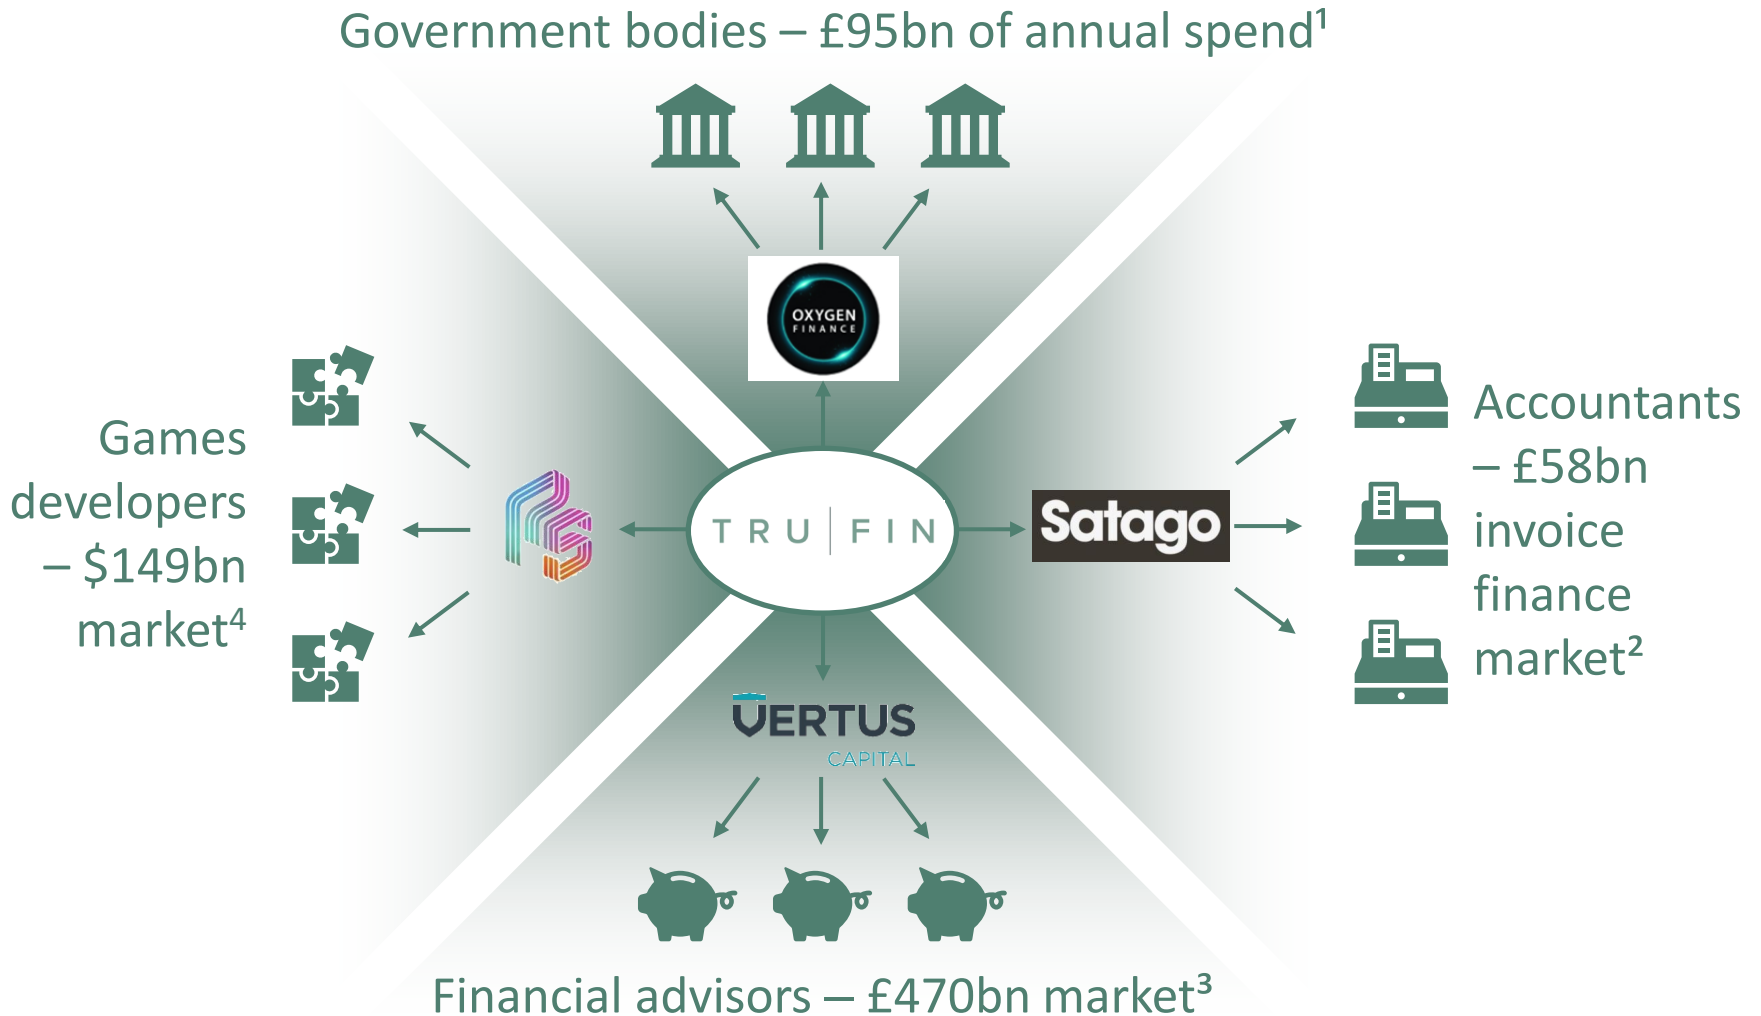 Government bodies – £95bn of annual spend¹
OXYGEN
FINANCE
Games
developers
– $149bn
market⁴
TRU|FIN
Satago
Accountants
– £58bn
invoice
finance
market²
VERTUS
CAPITAL
Financial advisors – £470bn market³